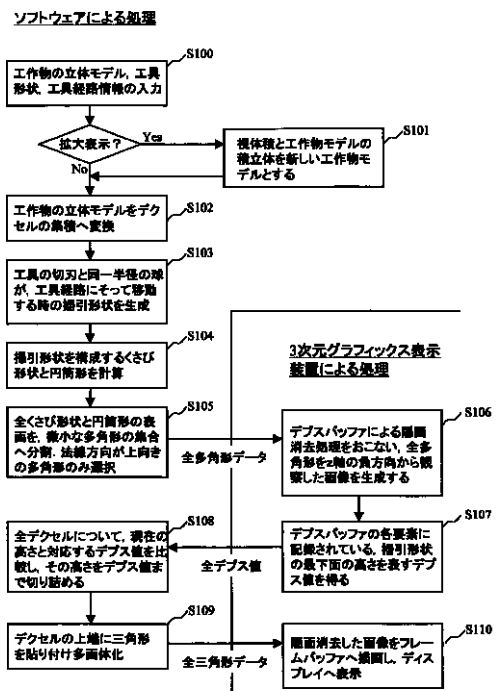 ソフトウェアによる処理
S100
工作物の立体モデル，工具
形状，工具経路情報の入力
拡大表示？
Yes
No
S101
視体積と工作物モデルの
積立体を新しい工作物モ
デルとする
S102
工作物の立体モデルをデク
セルの集積へ変換
S103
工具の切刃と同一半径の球
が，工具経路にそって移動
する時の掃引形状を生成
S104
掃引形状を構成するくさび
形状と円筒形を計算
S105
全くさび形状と円筒形の表
面を，微小な多角形の集合
へ分割．法線方向が上向き
の多角形のみ選択
全多角形データ
3次元グラフィックス表示
装置による処理
S106
デプスバッファによる隠面
消去処理をおこない，全多
角形をz軸の負方向から観
察した画像を生成する
S107
デプスバッファの各要素に
記録されている，掃引形状
の最下面の高さを表すデプ
ス値を得る
全デプス値
S108
全デクセルについて，現在の
高さと対応するデプス値を比
較し，その高さをデプス値ま
で切り詰める
S109
デクセルの上端に三角形
を貼り付け多面体化
全三角形データ
S110
隠面消去した画像をフレー
ムバッファへ描画し，ディス
プレイへ表示